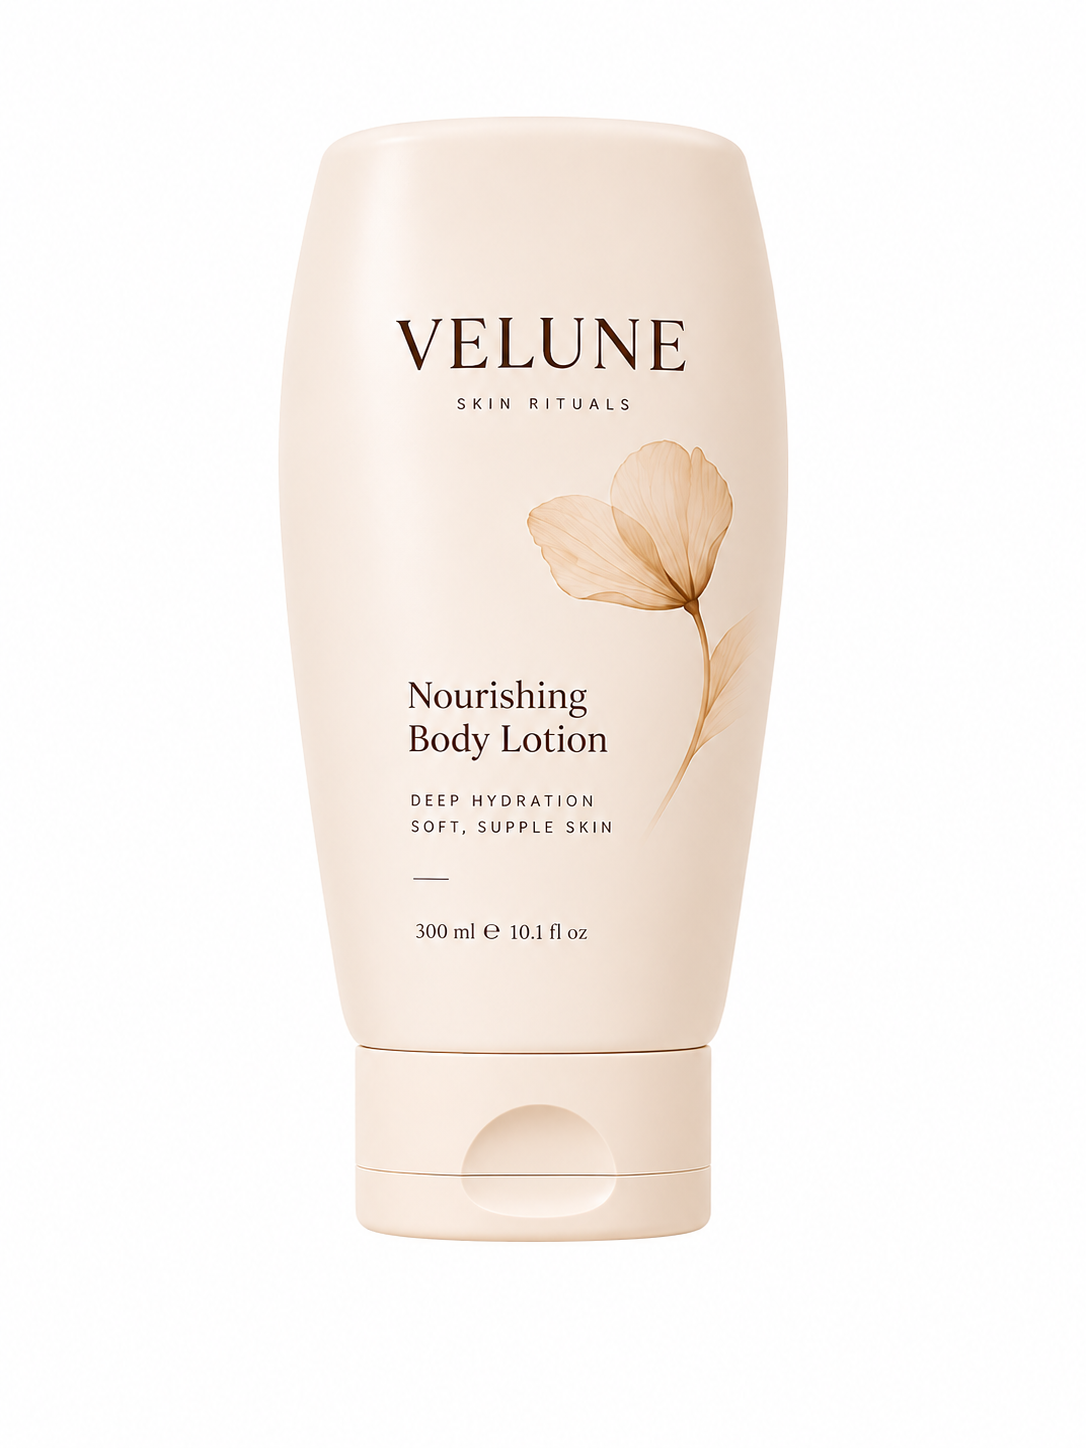 VELUNE
SKIN RITUALS
Nourishing
Body Lotion
DEEP HYDRATION
SOFT, SUPPLE SKIN
300 ml ℮ 10.1 fl oz